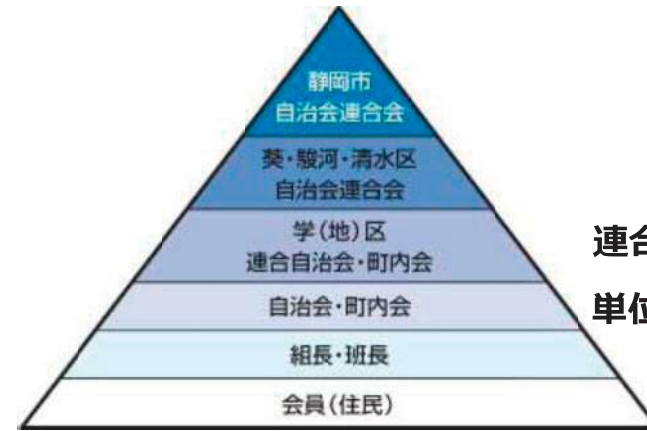 静岡市
自治会連合会
葵・駿河・清水区
自治会連合会
学(地)区
連合自治会・町内会
自治会・町内会
組長・班長
会員(住民)
連合
単位